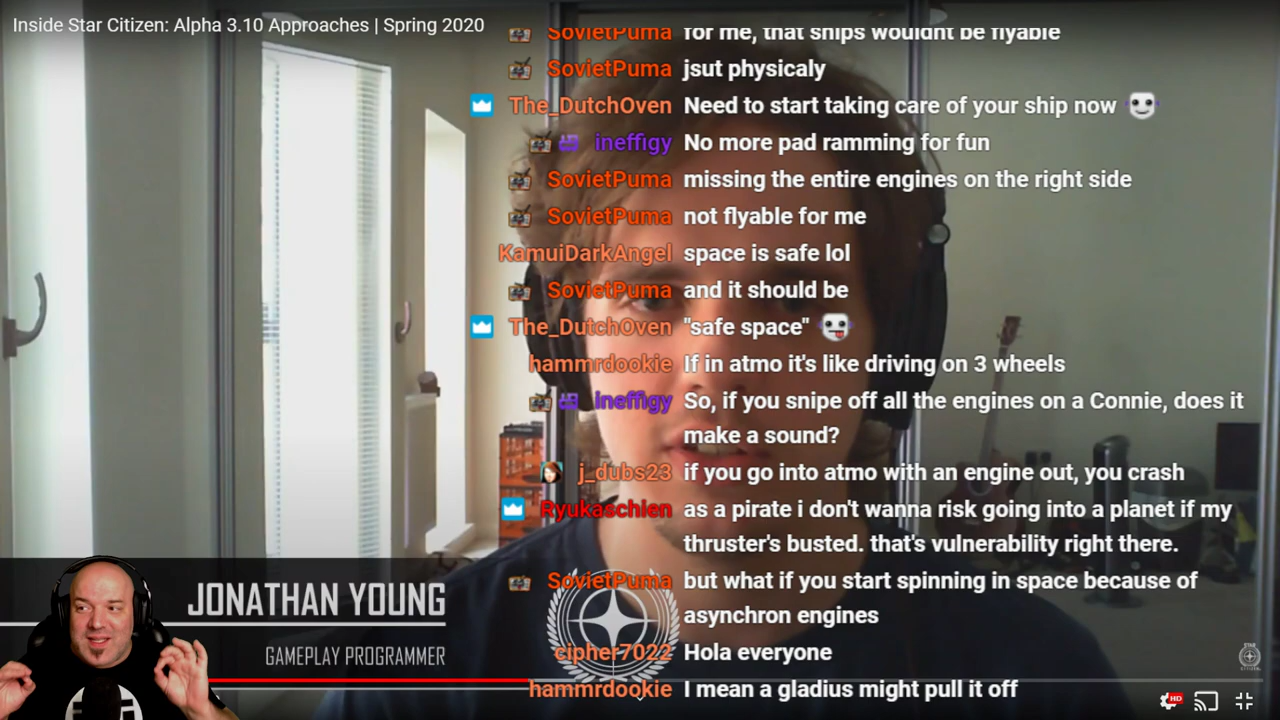 Inside Star Citizen: Alpha 3.10 Approaches | Spring 2020
SovietPuma for me, that ships wouldnt be flyable
SovietPuma jsut physicaly
The_DutchOven Need to start taking care of your ship now
ineffigy No more pad ramming for fun
SovietPuma missing the entire engines on the right side
SovietPuma not flyable for me
KamuiDarkAngel space is safe lol
SovietPuma and it should be
The_DutchOven "safe space"
hammrdookie If in atmo it's like driving on 3 wheels
ineffigy So, if you snipe off all the engines on a Connie, does it
make a sound?
j_dubs23 if you go into atmo with an engine out, you crash
Ryukaschien as a pirate i don't wanna risk going into a planet if my
thruster's busted. that's vulnerability right there.
SovietPuma but what if you start spinning in space because of
asynchron engines
cipher7022 Hola everyone
hammrdookie I mean a gladius might pull it off
JONATHAN YOUNG
GAMEPLAY PROGRAMMER
HD